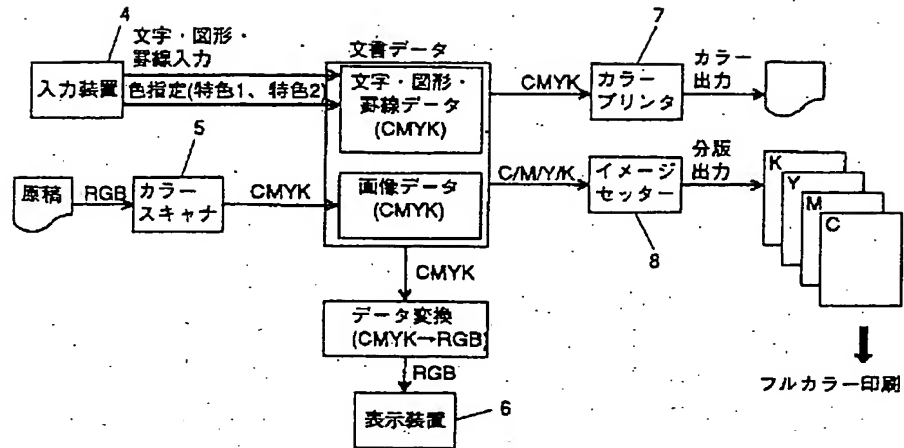 4
文字・図形・
罫線入力
入力装置
色指定(特色1、特色2)
文書データ
文字・図形・
罫線データ
(CMYK)
CMYK
7
カラー
プリンタ
カラー
出力
5
原稿
RGB
カラー
スキャナ
CMYK
画像データ
(CMYK)
C/M/Y/K
イメージ
セッター
8
分版
出力
K
Y
M
C
フルカラー印刷
CMYK
データ変換
(CMYK→RGB)
RGB
表示装置
6